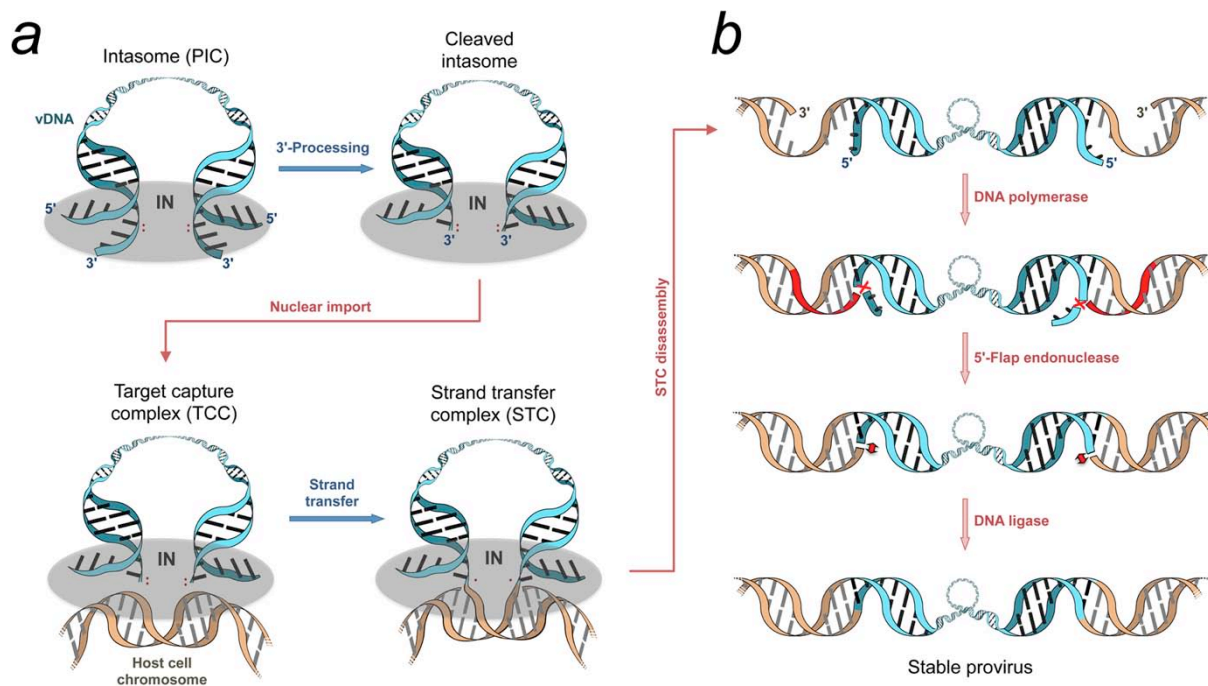 a
Intasome (PIC)
Cleaved
intasome
vDNA
3'-Processing
IN
IN
5'
5'
3'
3'
3'
3'
Nuclear import
Target capture
complex (TCC)
Strand transfer
complex (STC)
Strand
transfer
IN
IN
Host cell
chromosome
STC disassembly
b
3'
3'
5'
5'
DNA polymerase
5'-Flap endonuclease
DNA ligase
Stable provirus